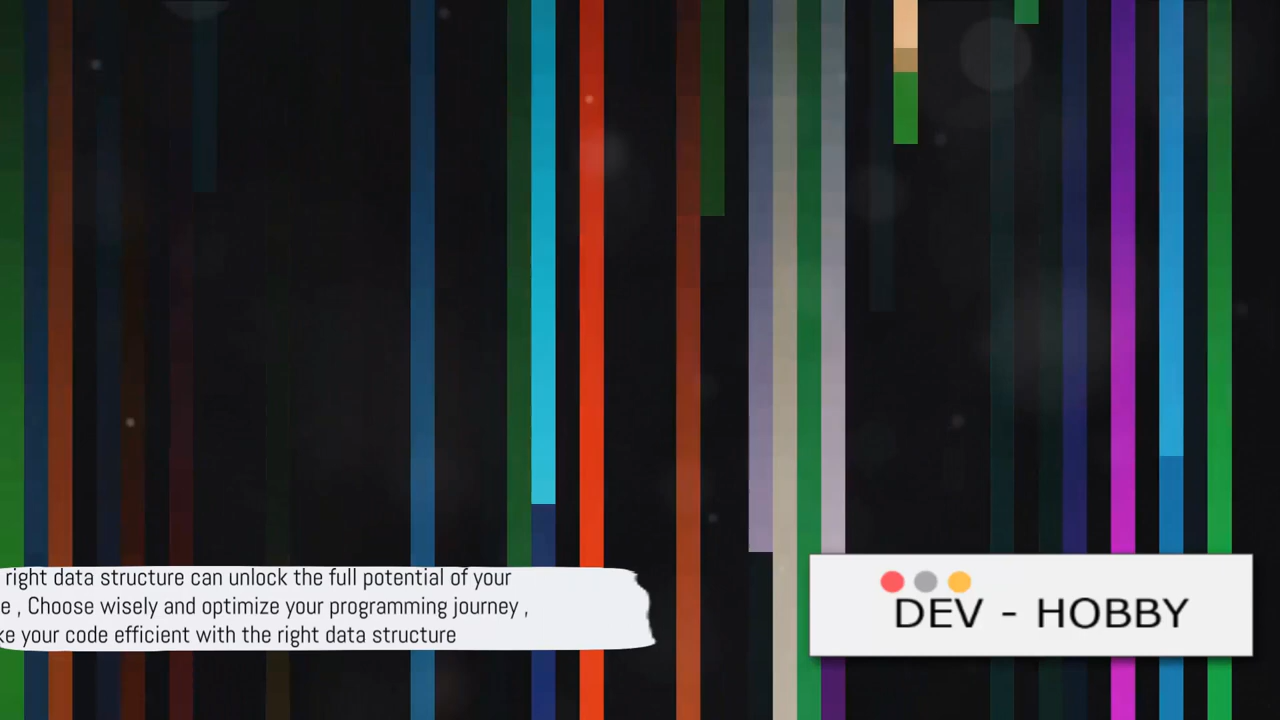 right data structure can unlock the full potential of your
e , Choose wisely and optimize your programming journey ,
ke your code efficient with the right data structure
DEV - HOBBY